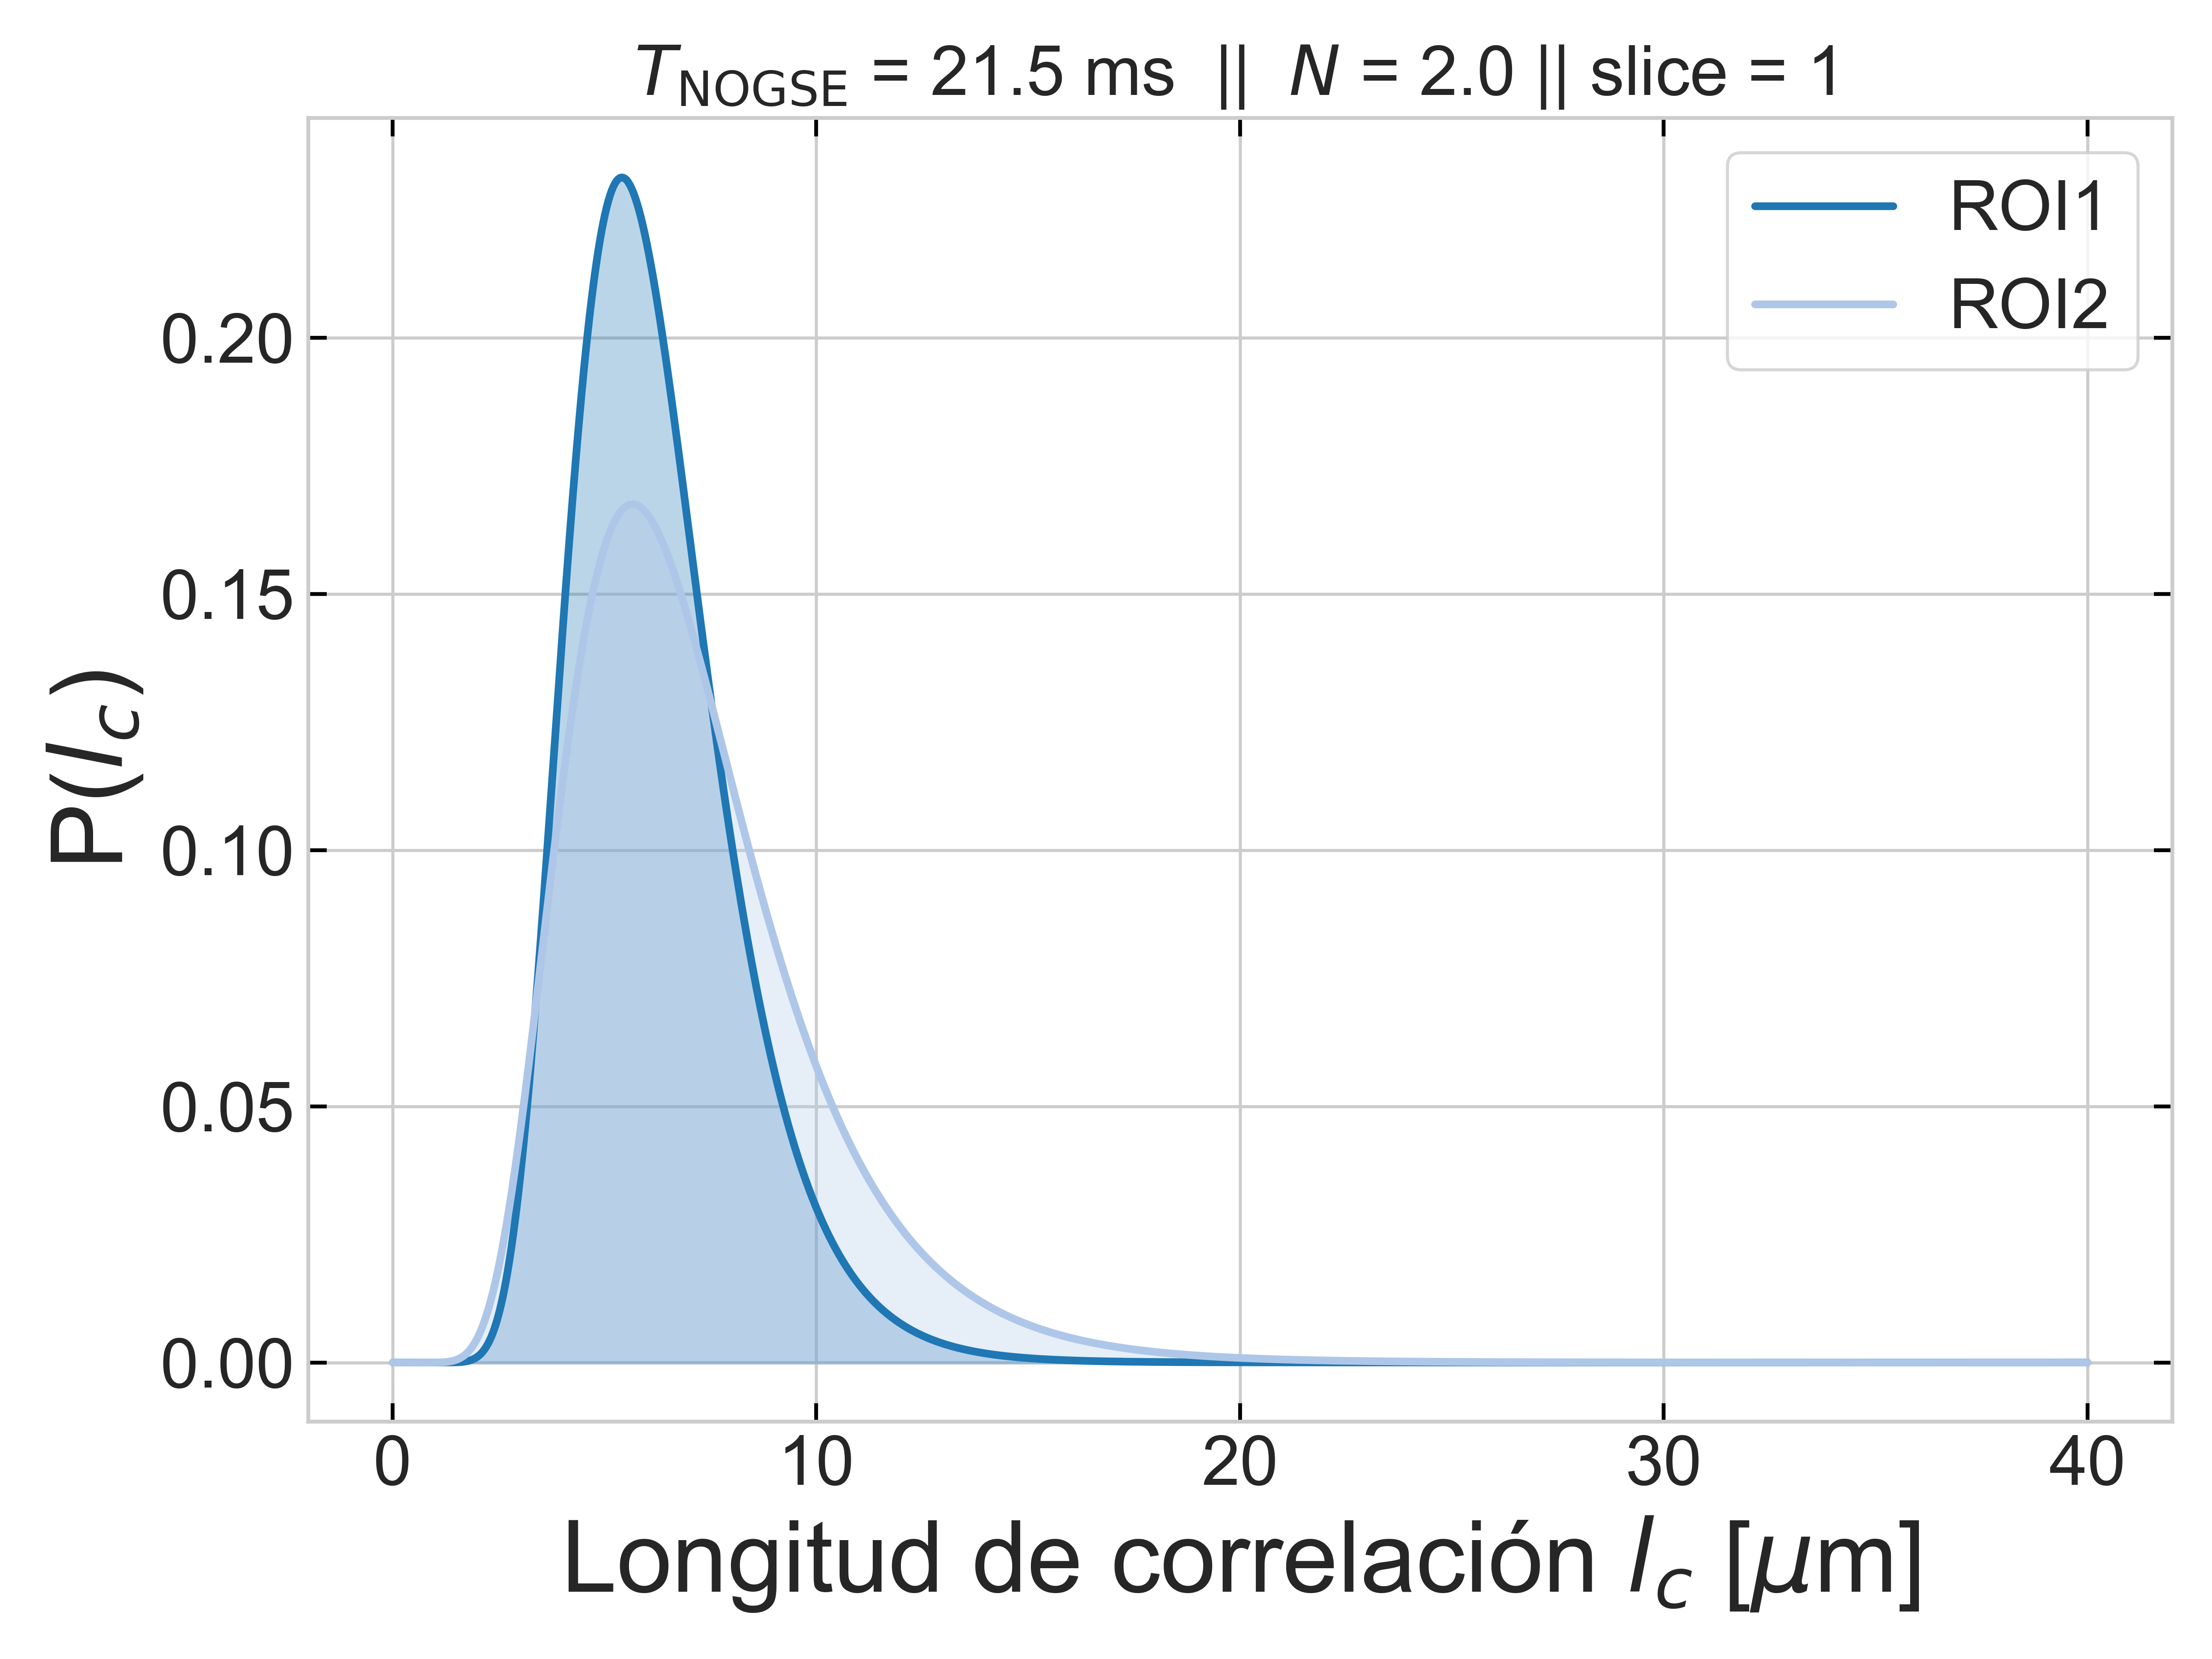 T_NOGSE = 21.5 ms || N = 2.0 || slice = 1
ROI1
ROI2
P(l_c)
0.20
0.15
0.10
0.05
0.00
0 10 20 30 40
Longitud de correlación l_c [μm]